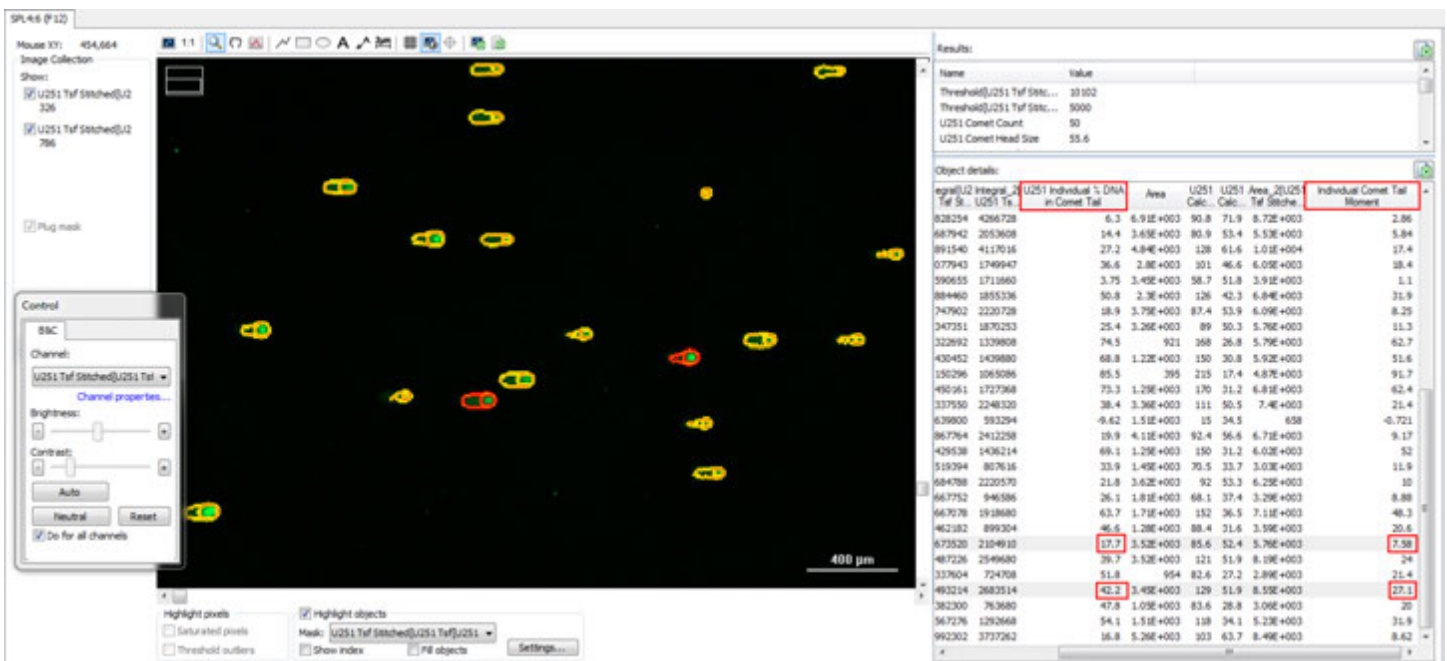 SPL4:6 (F12)
Mouse XY: 454,664
Image Collection
Show:
U251 Tsf Stitched[U2
326
U251 Tsf Stitched[U2
786
Plug mask
1:1
A
Control
B&C
Channel:
U251 Tsf Stitched[U251 Tsf
Channel properties...
Brightness:
Contrast:
Auto
Neutral Reset
Do for all channels
400 µm
Highlight pixels
Saturated pixels
Threshold outliers
Highlight objects
Mask: U251 Tsf Stitched[U251 Tsf]U251
Show index Fill objects Settings...
Results:
Name Value
Threshold[U251 Tsf Stitc... 10102
Threshold[U251 Tsf Stitc... 5000
U251 Comet Count 50
U251 Comet Head Size 55.6
Object details:
egral[U2 Integral_2[ U251 Individual % DNA Area U251 U251 Area_2[U251 Individual Comet Tail
Tsf St... U251 Ts... in Comet Tail Calc... Calc... Tsf Stitche... Moment
828254 4266728 6.3 6.91E+003 90.8 71.9 8.72E+003 2.86
687942 2053608 14.4 3.65E+003 80.9 53.4 5.53E+003 5.84
891540 4117016 27.2 4.84E+003 128 61.6 1.01E+004 17.4
077943 1749947 36.6 2.8E+003 101 46.6 6.05E+003 18.4
590655 1711660 3.75 3.45E+003 58.7 51.8 3.91E+003 1.1
884460 1855336 50.8 2.3E+003 126 42.3 6.84E+003 31.9
747902 2220728 18.9 3.75E+003 87.4 53.9 6.09E+003 8.25
347351 1870253 25.4 3.26E+003 89 50.3 5.76E+003 11.3
322692 1339808 74.5 921 168 26.8 5.79E+003 62.7
430452 1439880 68.8 1.22E+003 150 30.8 5.92E+003 51.6
150296 1065086 85.5 395 215 17.4 4.87E+003 91.7
450161 1727368 73.3 1.25E+003 170 31.2 6.81E+003 62.4
337550 2248320 38.4 3.36E+003 111 50.5 7.4E+003 21.4
639800 593294 -9.62 1.51E+003 15 34.5 658 -0.721
867764 2412258 19.9 4.11E+003 92.4 56.6 6.71E+003 9.17
429538 1436214 69.1 1.25E+003 150 31.2 6.02E+003 52
519394 807616 33.9 1.45E+003 70.5 33.7 3.03E+003 11.9
684788 2220570 21.8 3.62E+003 92 53.3 6.25E+003 10
667752 946586 26.1 1.81E+003 68.1 37.4 3.29E+003 8.88
667078 1918680 63.7 1.71E+003 152 36.5 7.11E+003 48.3
462182 899304 46.6 1.28E+003 88.4 31.6 3.59E+003 20.6
673520 2104910 17.7 3.52E+003 85.6 52.4 5.76E+003 7.58
487226 2549680 39.7 3.52E+003 121 51.9 8.19E+003 24
337604 724708 51.8 954 82.6 27.2 2.89E+003 21.4
493214 2683514 42.2 3.45E+003 129 51.9 8.55E+003 27.1
382300 763680 47.8 1.05E+003 83.6 28.8 3.06E+003 20
567276 1292668 54.1 1.51E+003 118 34.1 5.23E+003 31.9
992302 3737262 16.8 5.26E+003 103 63.7 8.49E+003 8.62